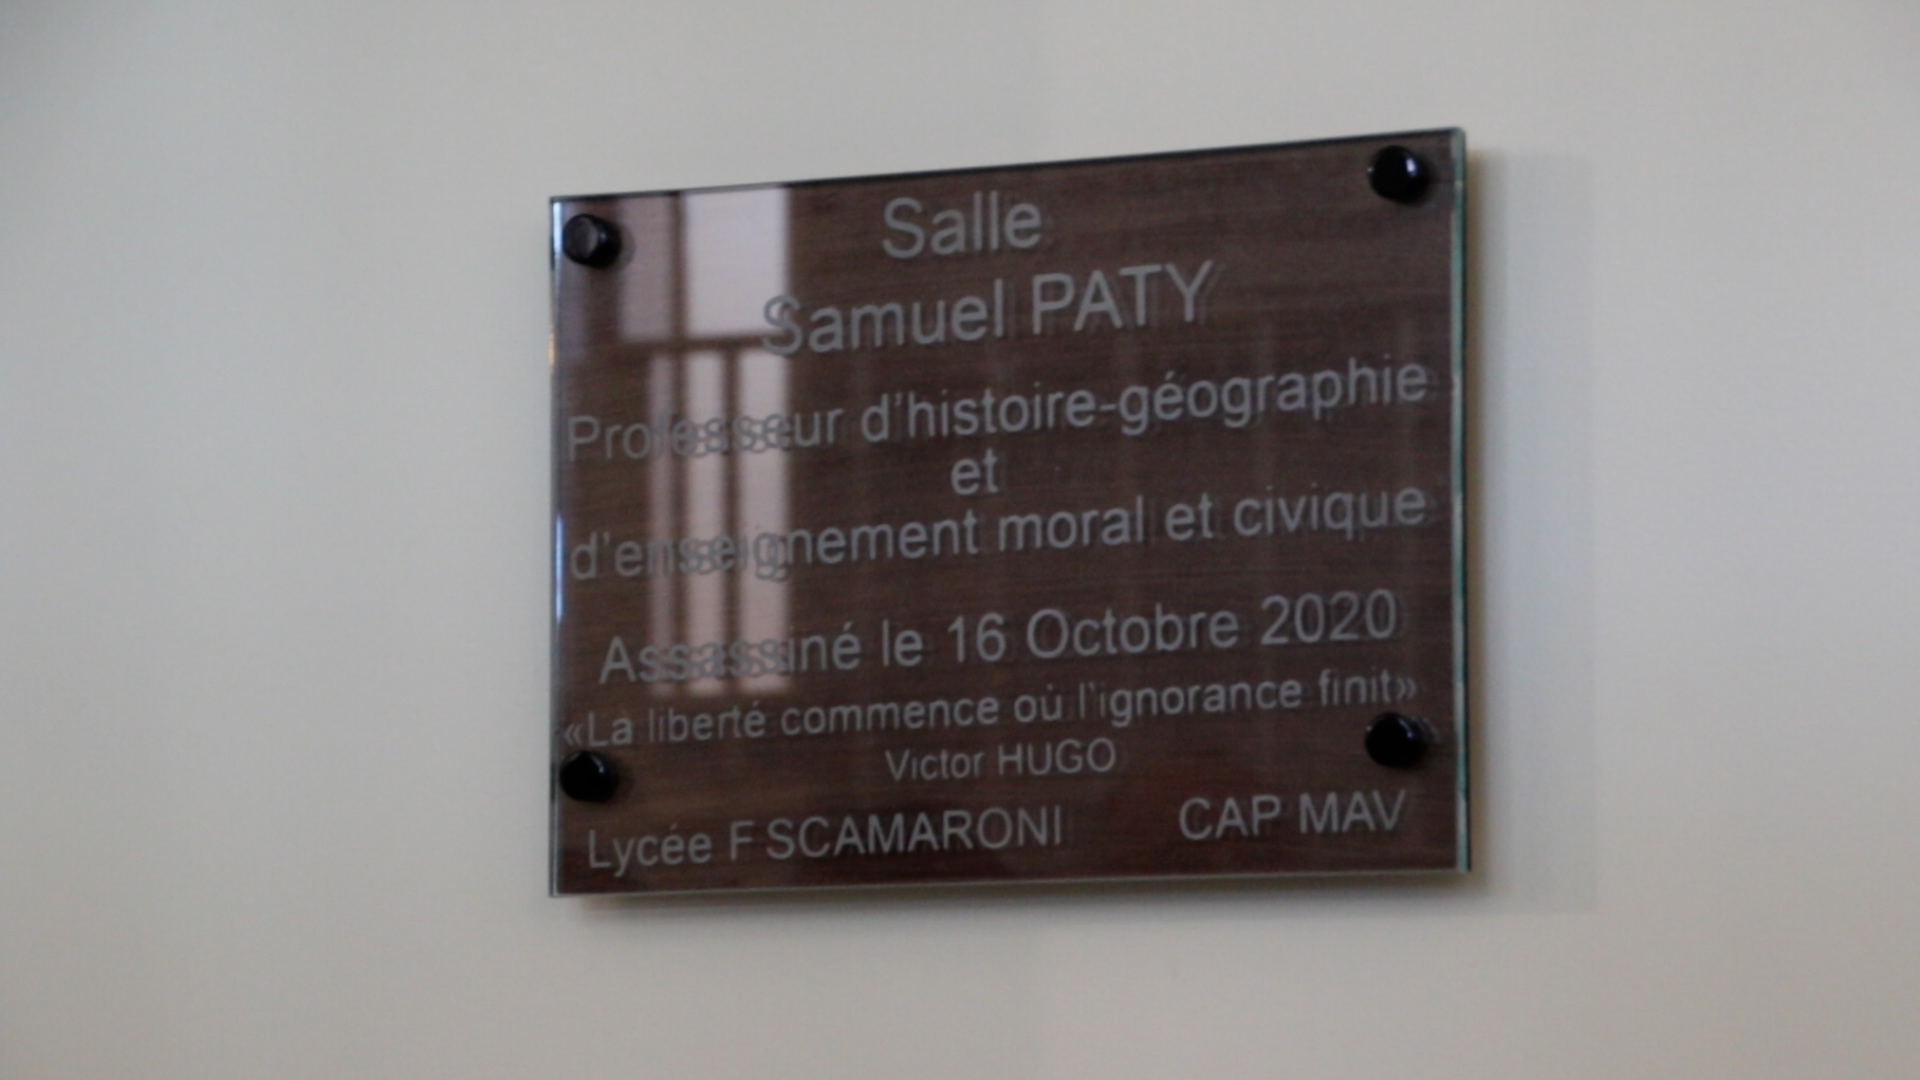 Salle
Samuel PATY
Professeur d'histoire-géographie
et
d'enseignement moral et civique
Assassiné le 16 Octobre 2020
«La liberté commence où l'ignorance finit»
Victor HUGO
Lycée F SCAMARONI CAP MAV